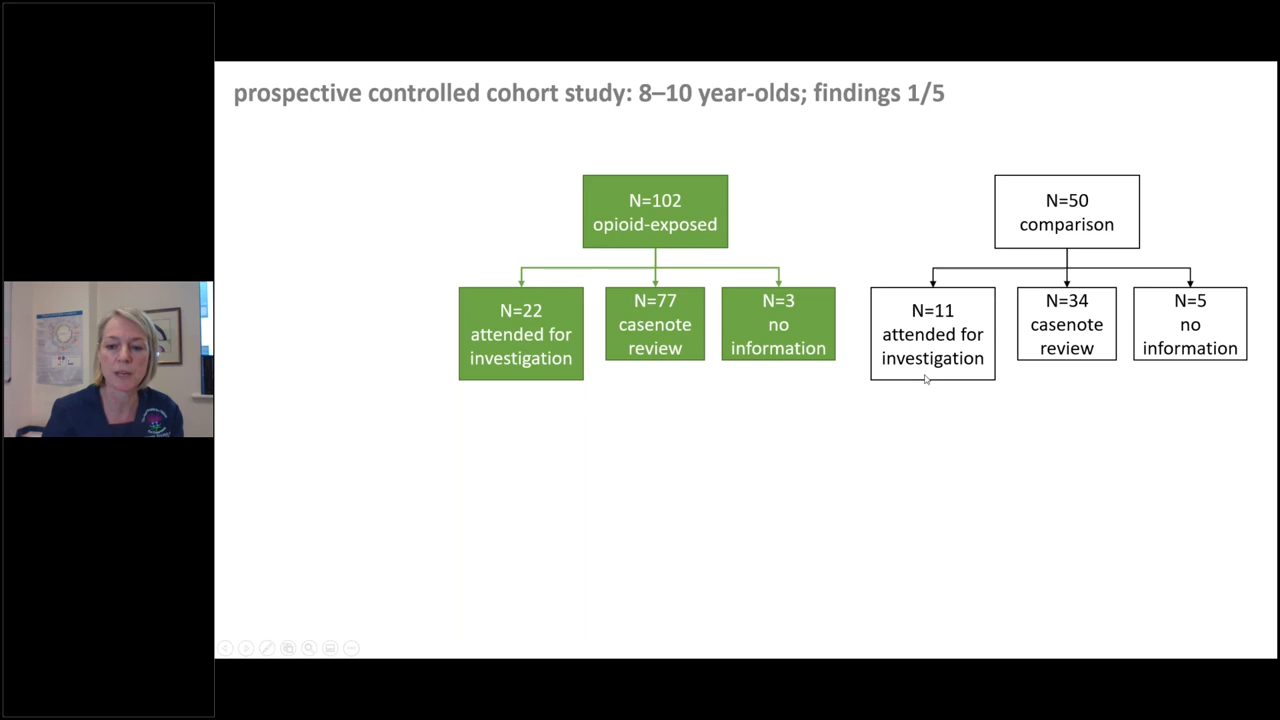 prospective controlled cohort study: 8–10 year-olds; findings 1/5
N=102
opioid-exposed
N=22
attended for
investigation
N=77
casenote
review
N=3
no
information
N=50
comparison
N=11
attended for
investigation
N=34
casenote
review
N=5
no
information